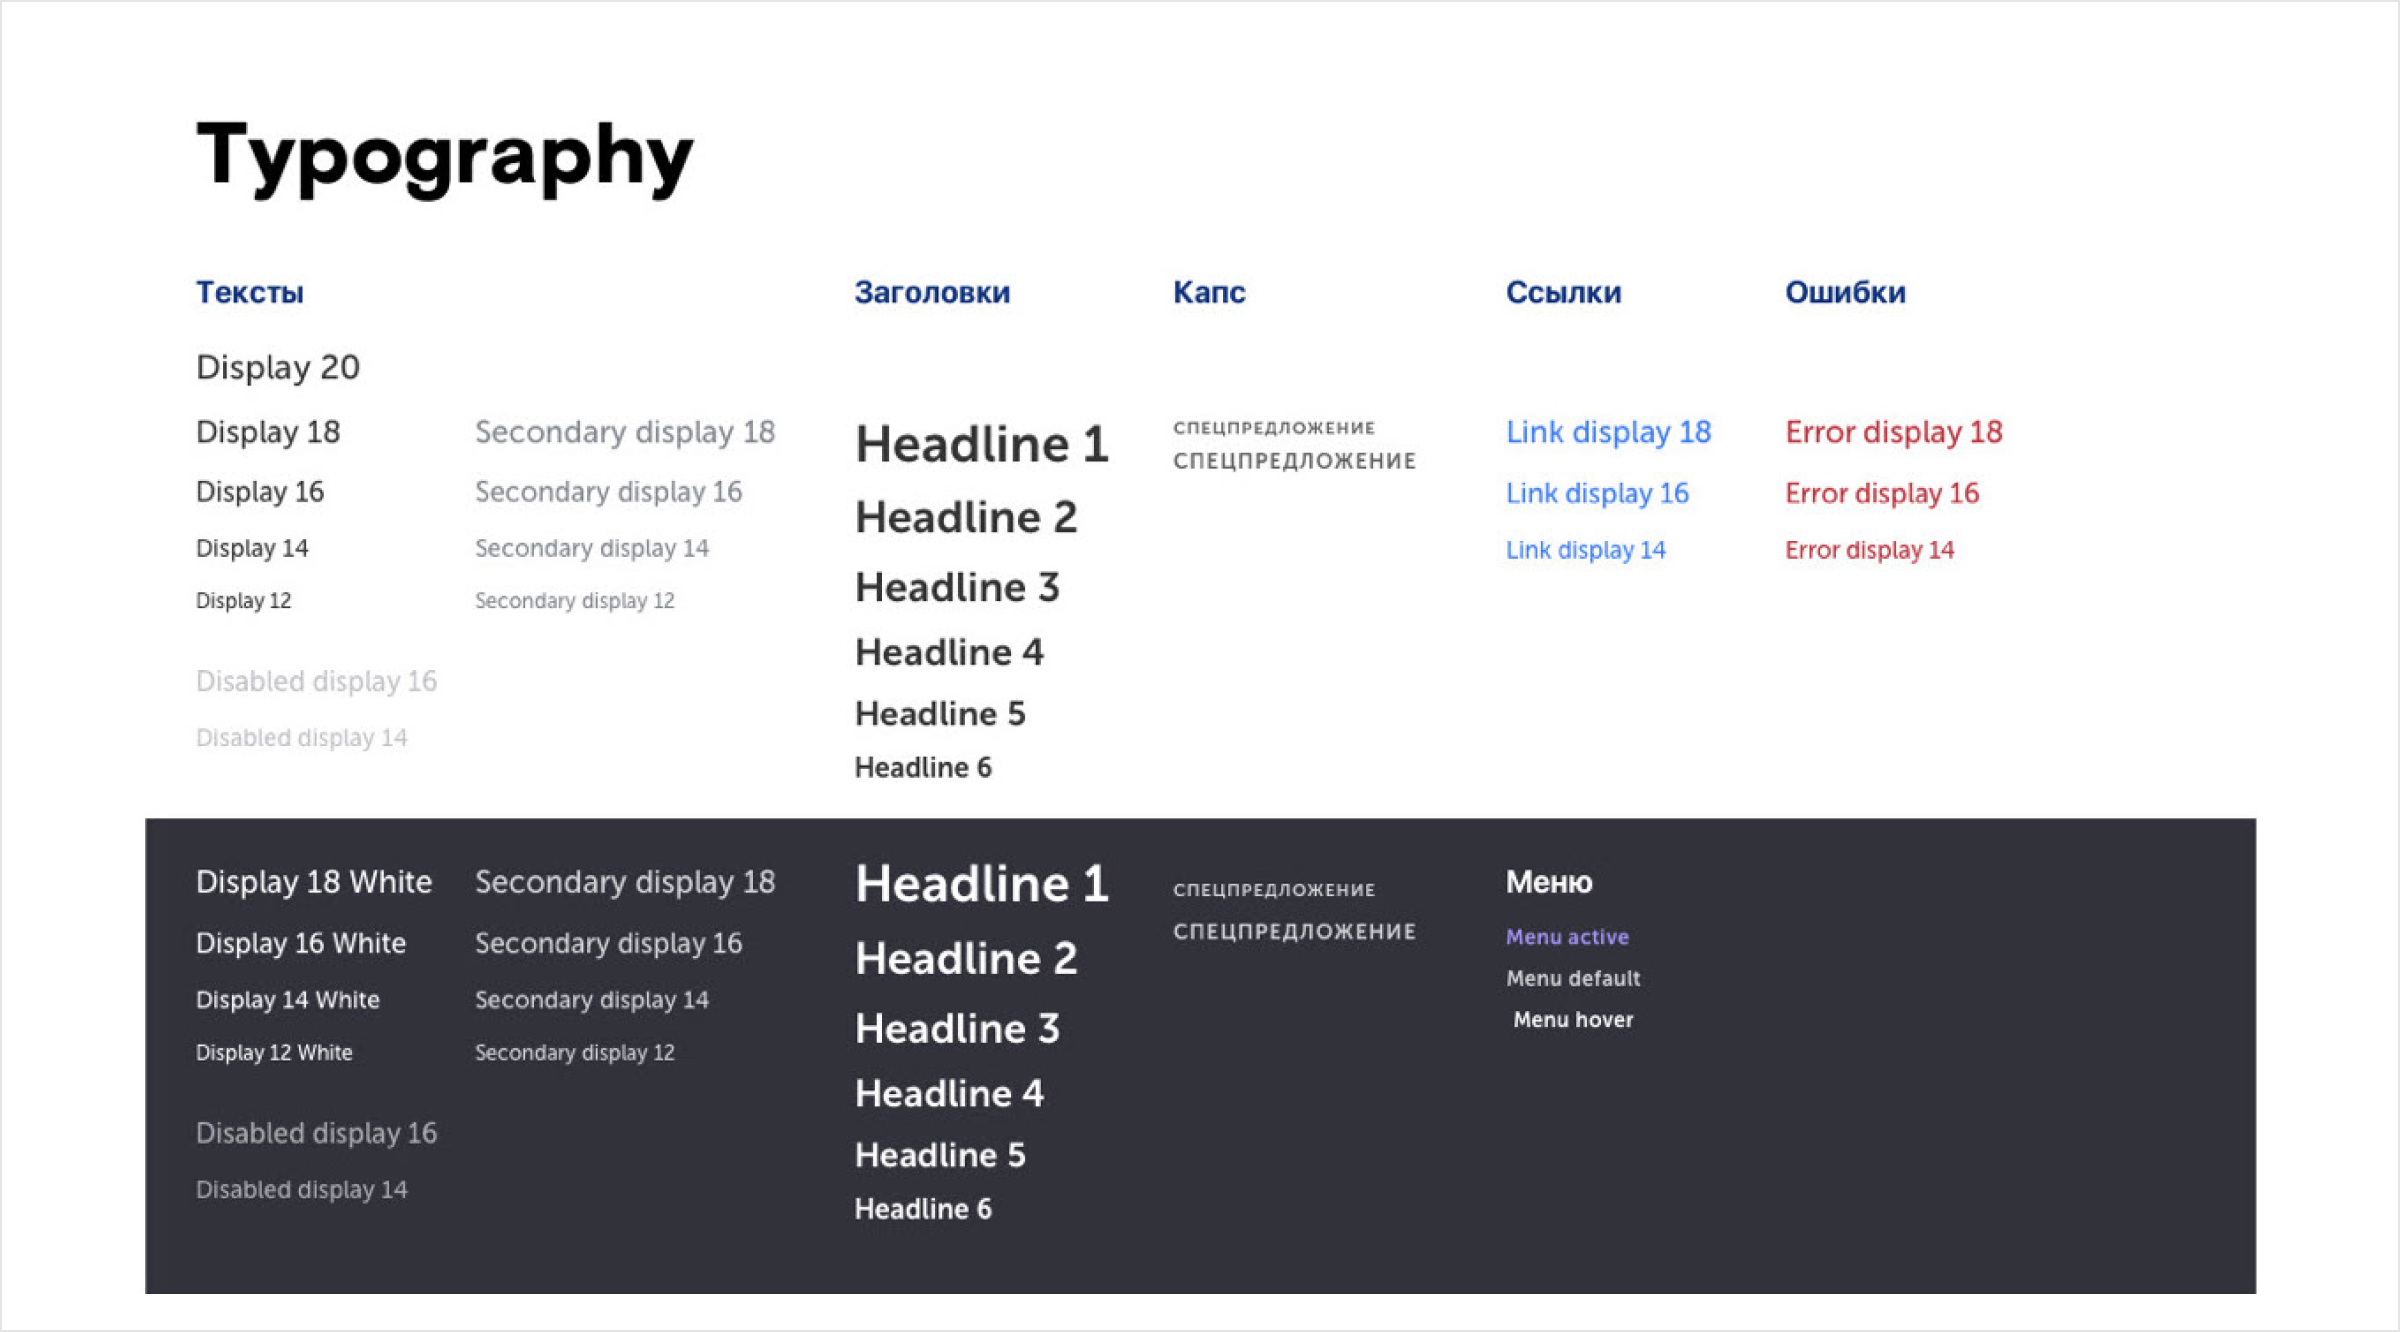 Typography
Тексты
Display 20
Display 18
Display 16
Display 14
Display 12
Disabled display 16
Disabled display 14
Secondary display 18
Secondary display 16
Secondary display 14
Secondary display 12
Заголовки
Headline 1
Headline 2
Headline 3
Headline 4
Headline 5
Headline 6
Капс
СПЕЦПРЕДЛОЖЕНИЕ
СПЕЦПРЕДЛОЖЕНИЕ
Ссылки
Link display 18
Link display 16
Link display 14
Ошибки
Error display 18
Error display 16
Error display 14
Display 18 White
Display 16 White
Display 14 White
Display 12 White
Disabled display 16
Disabled display 14
Secondary display 18
Secondary display 16
Secondary display 14
Secondary display 12
Headline 1
Headline 2
Headline 3
Headline 4
Headline 5
Headline 6
СПЕЦПРЕДЛОЖЕНИЕ
СПЕЦПРЕДЛОЖЕНИЕ
Меню
Menu active
Menu default
Menu hover